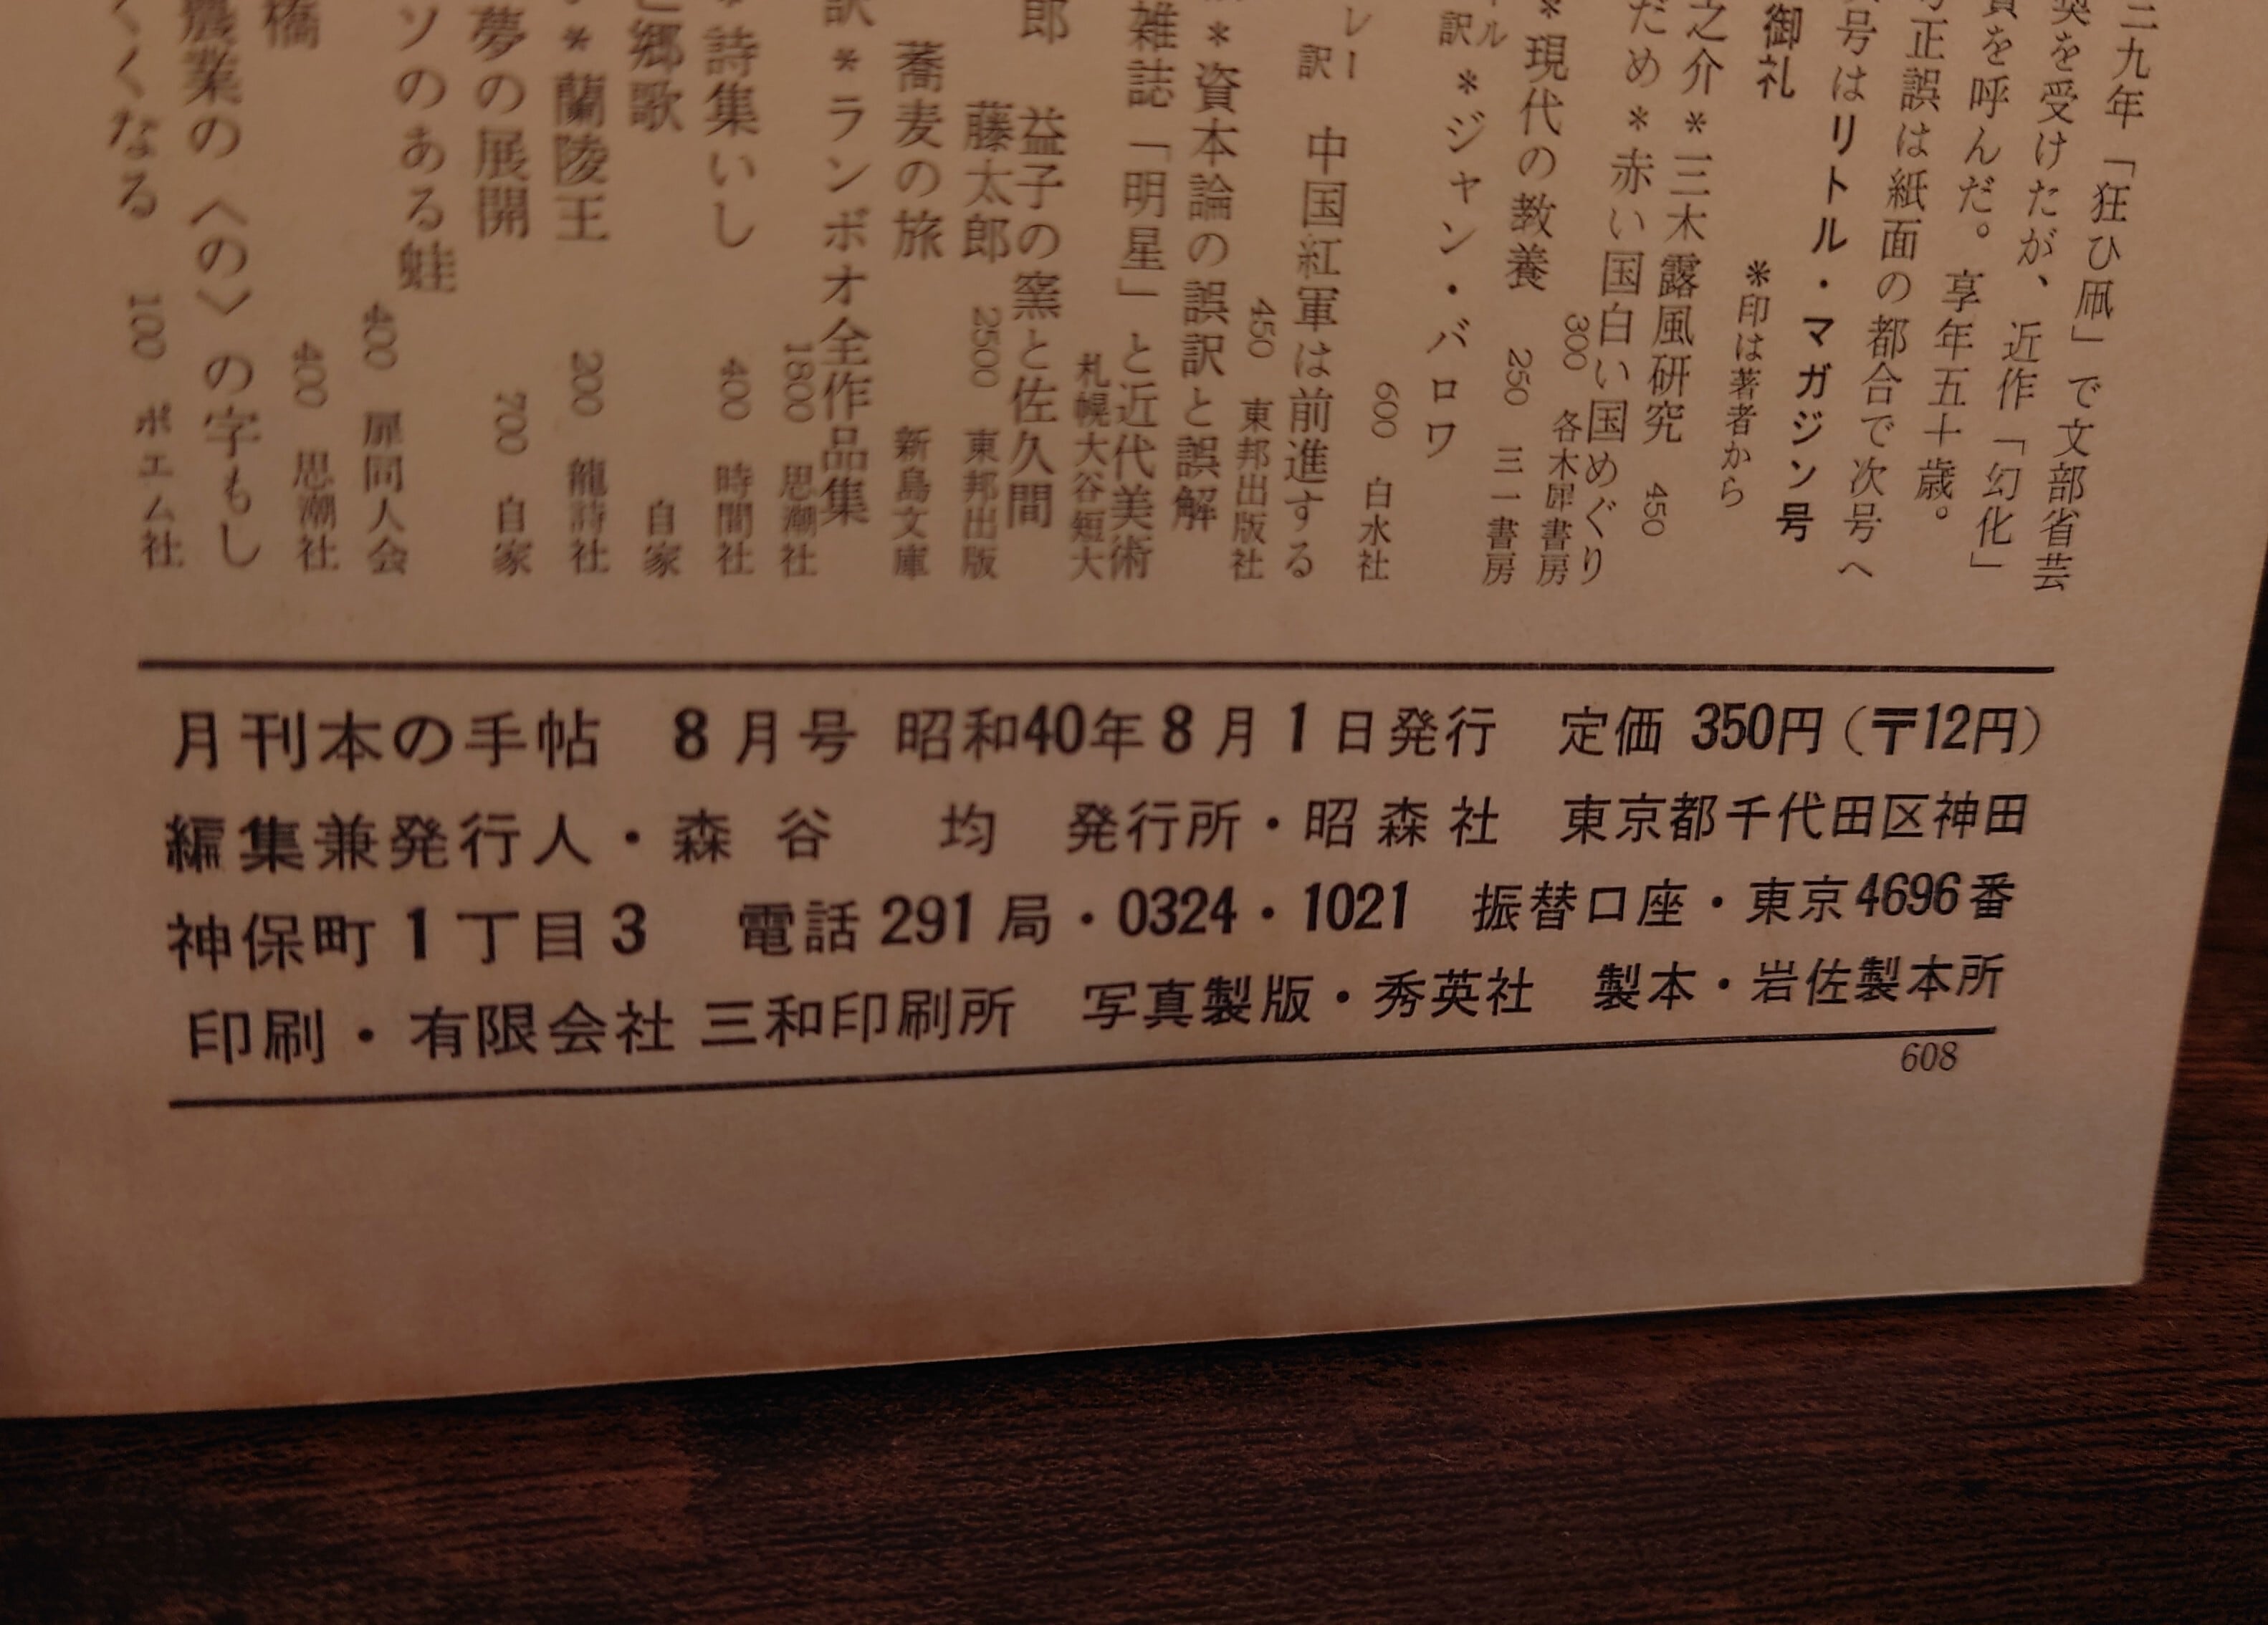 三九年「狂ひ凧」で文部省芸
を受けたが、近作「幻化」
を呼んだ。享年五十歳。
正誤は紙面の都合で次号へ
号はリトル・マガジン号
御礼 *印は著者から
之介*三木露風研究 450
だめ*赤い国白い国めぐり
300 各木犀書房
*現代の教養 250 三一書房
ル
訳*ジャン・バロワ
600 白水社
レー
訳 中国紅軍は前進する
450 東邦出版社
*資本論の誤訳と誤解
雑誌「明星」と近代美術
札幌大谷短大
郎 益子の窯と佐久間
藤太郎 2500 東邦出版
蕎麦の旅 新島文庫
訳*ランボオ全作品集
1800 思潮社
詩集いし 400 時間社
郷歌 自家
*蘭陵王 200 龍詩社
夢の展開 700 自家
ソのある蛙
400 扉同人会
橋 400 思潮社
農業の〈の〉の字もし
くなる 100 ポエム社
月刊本の手帖 8月号 昭和40年8月1日発行 定価 350円(〒12円)
編集兼発行人・森谷 均 発行所・昭森社 東京都千代田区神田
神保町1丁目3 電話291局・0324・1021 振替口座・東京4696番
印刷・有限会社 三和印刷所 写真製版・秀英社 製本・岩佐製本所
608